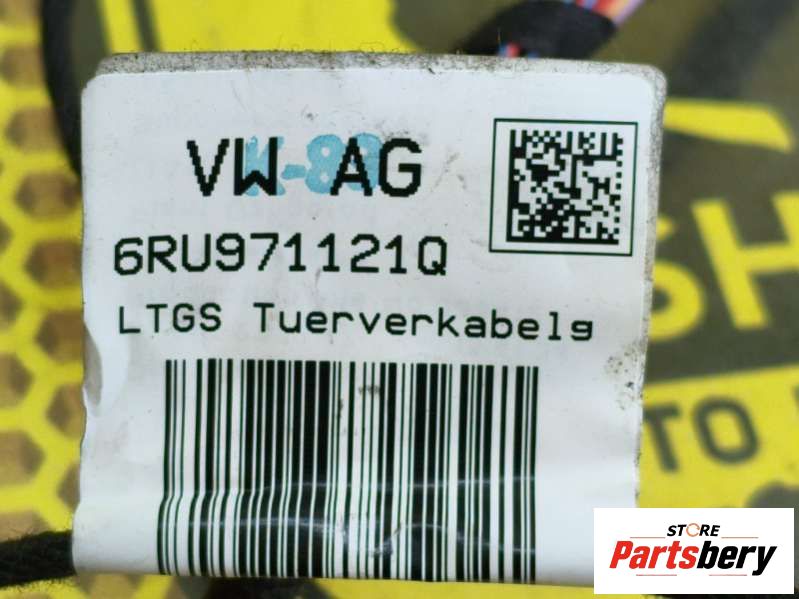 VW AG
6RU971121Q
LTGS Tuerverkabelg
STORE
Partsbery